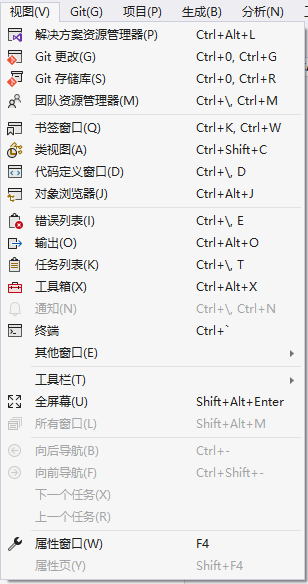 视图(V) Git(G) 项目(P) 生成(B) 分析(N)
解决方案资源管理器(P) Ctrl+Alt+L
Git 更改(G) Ctrl+0, Ctrl+G
Git 存储库(S) Ctrl+0, Ctrl+R
团队资源管理器(M) Ctrl+\, Ctrl+M
书签窗口(Q) Ctrl+K, Ctrl+W
类视图(A) Ctrl+Shift+C
代码定义窗口(D) Ctrl+\, D
对象浏览器(J) Ctrl+Alt+J
错误列表(I) Ctrl+\, E
输出(O) Ctrl+Alt+O
任务列表(K) Ctrl+\, T
工具箱(X) Ctrl+Alt+X
通知(N) Ctrl+\, Ctrl+N
终端 Ctrl+`
其他窗口(E)
工具栏(T)
全屏幕(U) Shift+Alt+Enter
所有窗口(L) Shift+Alt+M
向后导航(B) Ctrl+-
向前导航(F) Ctrl+Shift+-
下一个任务(X)
上一个任务(R)
属性窗口(W) F4
属性页(Y) Shift+F4